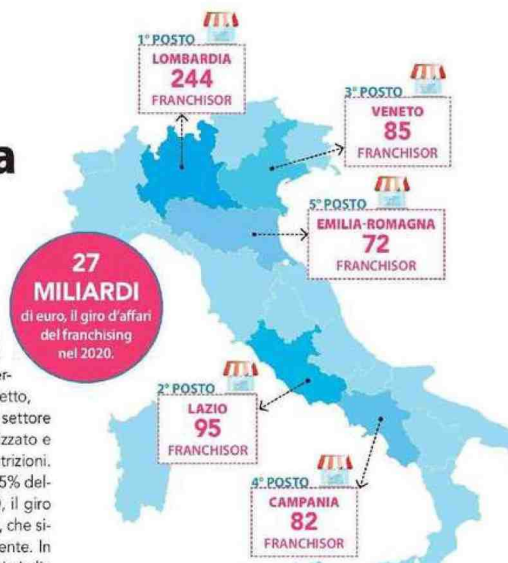 1° POSTO
LOMBARDIA
244
FRANCHISOR
3° POSTO
VENETO
85
FRANCHISOR
a
5° POSTO
EMILIA-ROMAGNA
72
FRANCHISOR
27
MILIARDI
di euro, il giro d'affari
del franchising
nel 2020.
er-
etto,
settore
zzato e
trizioni.
5% del-
, il giro
, che si-
ente. In
2° POSTO
LAZIO
95
FRANCHISOR
4° POSTO
CAMPANIA
82
FRANCHISOR